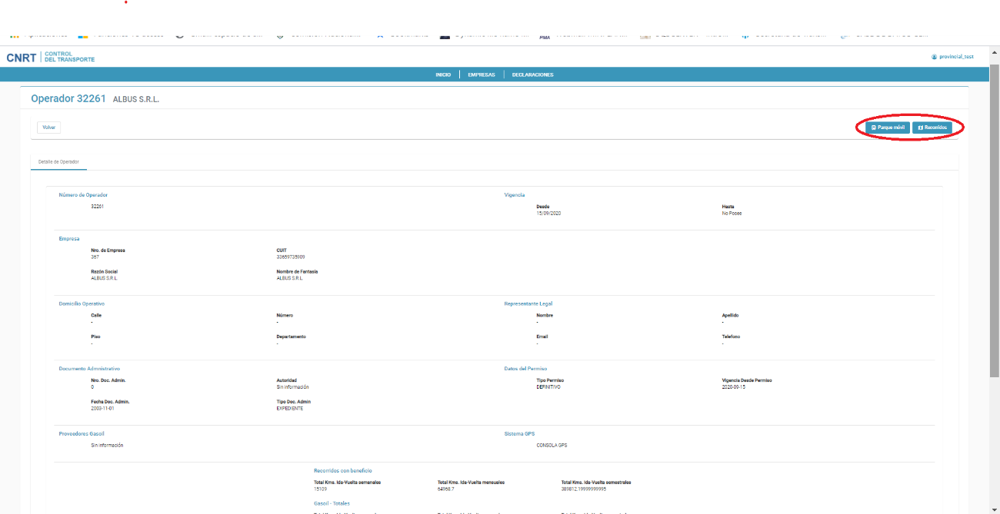 CNRT CONTROL DEL TRANSPORTE
provincial_test
INICIO EMPRESAS DECLARACIONES
Operador 32261 ALBUS S.R.L.
Volver Parque móvil Recorridos
Detalle de Operador
Número de Operador Vigencia
32261 Desde Hasta
15/09/2020 No Posee
Empresa
Nro. de Empresa CUIT
367 33659735909
Razón Social Nombre de Fantasía
ALBUS S.R.L. ALBUS S.R.L.
Domicilio Operativo Representante Legal
Calle Número Nombre Apellido
- - - -
Piso Departamento Email Telefono
- - - -
Documento Administrativo Datos del Permiso
Nro. Doc. Admin. Autoridad Tipo Permiso Vigencia Desde Permiso
0 Sin información DEFINITIVO 2020-09-15
Fecha Doc. Admin. Tipo Doc. Admin
2003-11-01 EXPEDIENTE
Proveedores Gasoil Sistema GPS
Sin información CONSOLA GPS
Recorridos con beneficio
Total Kms. Ida-Vuelta semanales Total Kms. Ida-Vuelta mensuales Total Kms. Ida-Vuelta semestrales
15109 64968.7 389812.19999999995
Gasoil - Totales